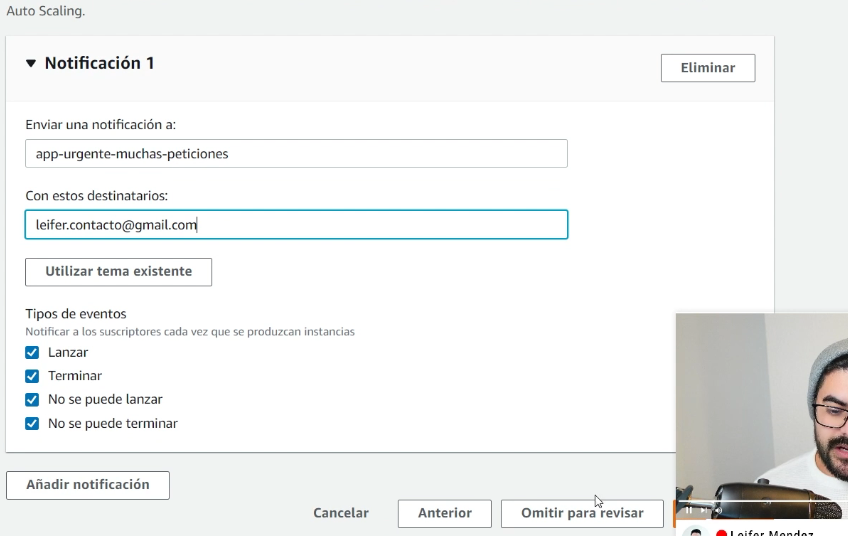 Auto Scaling.
Notificación 1
Eliminar
Enviar una notificación a:
app-urgente-muchas-peticiones
Con estos destinatarios:
leifer.contacto@gmail.com
Utilizar tema existente
Tipos de eventos
Notificar a los suscriptores cada vez que se produzcan instancias
Lanzar
Terminar
No se puede lanzar
No se puede terminar
Añadir notificación
Cancelar
Anterior
Omitir para revisar
Leifer Mendez